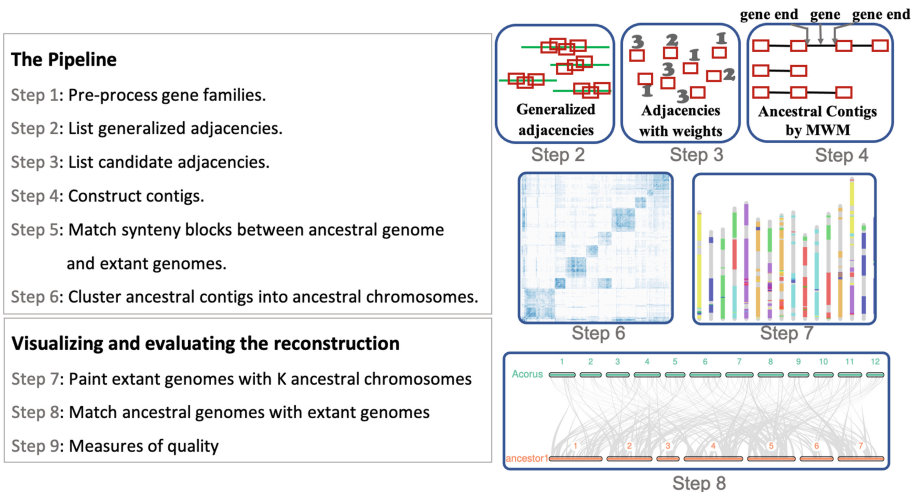 The Pipeline
Step 1: Pre-process gene families.
Step 2: List generalized adjacencies.
Step 3: List candidate adjacencies.
Step 4: Construct contigs.
Step 5: Match synteny blocks between ancestral genome
and extant genomes.
Step 6: Cluster ancestral contigs into ancestral chromosomes.
Visualizing and evaluating the reconstruction
Step 7: Paint extant genomes with K ancestral chromosomes
Step 8: Match ancestral genomes with extant genomes
Step 9: Measures of quality
Generalized
adjacencies
Step 2
3 2 1
3 1 2
1 3
Adjacencies
with weights
Step 3
gene end gene gene end
Ancestral Contigs
by MWM
Step 4
Step 6
Step 7
1 2 3 4 5 6 7 8 9 10 11 12
Acorus
1 2 3 4 5 6 7
ancestor1
Step 8